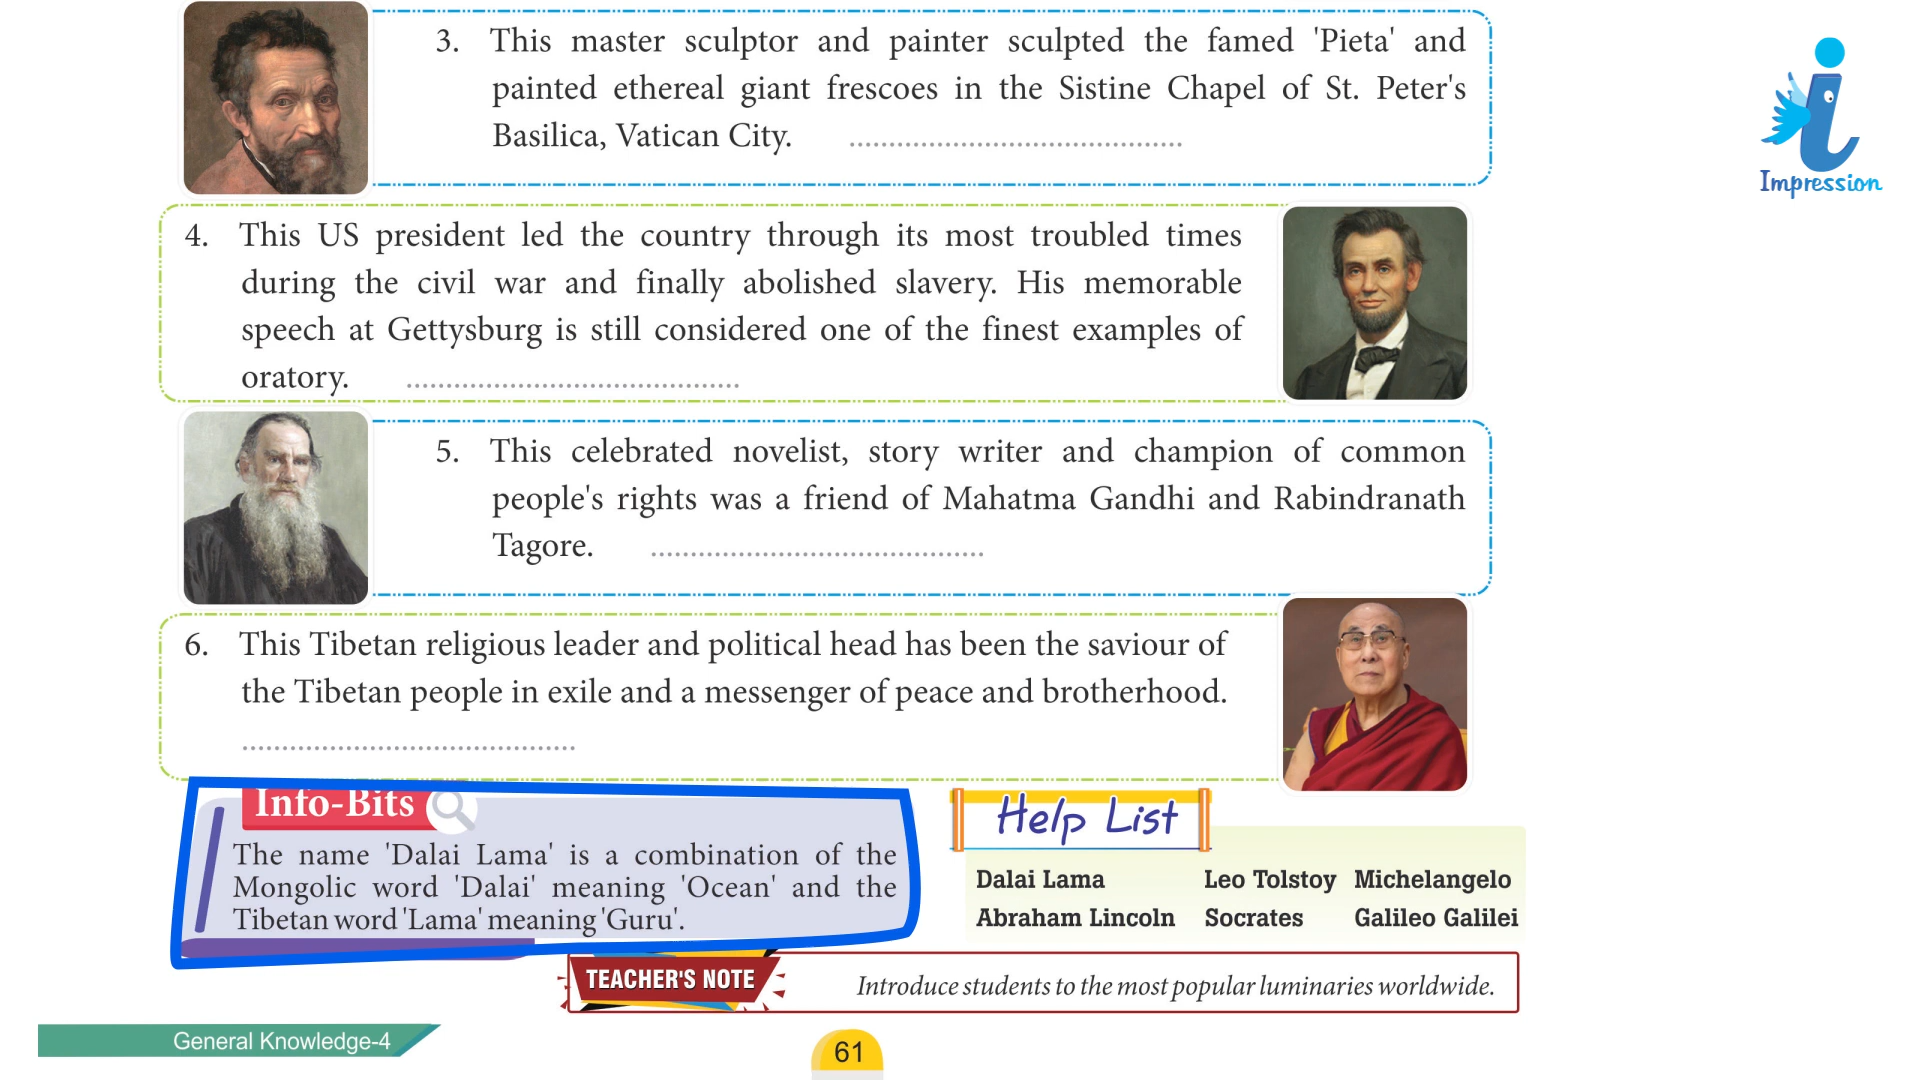 3. This master sculptor and painter sculpted the famed 'Pieta' and
painted ethereal giant frescoes in the Sistine Chapel of St. Peter's
Basilica, Vatican City. ..........................................
Impression
4. This US president led the country through its most troubled times
during the civil war and finally abolished slavery. His memorable
speech at Gettysburg is still considered one of the finest examples of
oratory. ..........................................
5. This celebrated novelist, story writer and champion of common
people's rights was a friend of Mahatma Gandhi and Rabindranath
Tagore. ..........................................
6. This Tibetan religious leader and political head has been the saviour of
the Tibetan people in exile and a messenger of peace and brotherhood.
..........................................
Info-Bits
The name 'Dalai Lama' is a combination of the
Mongolic word 'Dalai' meaning 'Ocean' and the
Tibetan word 'Lama' meaning 'Guru'.
Help List
Dalai Lama Leo Tolstoy Michelangelo
Abraham Lincoln Socrates Galileo Galilei
TEACHER'S NOTE Introduce students to the most popular luminaries worldwide.
General Knowledge-4
61